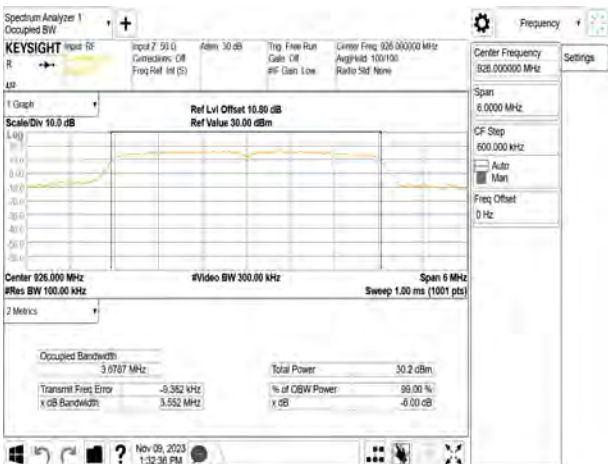 Spectrum Analyzer 1
Occupied BW
+
Frequency
KEYSIGHT Input: RF
R
Input Z: 50 Ω
Corrections: Off
Freq Ref: Int (S)
Atten: 30 dB
Trig: Free Run
Gate: Off
#IF Gain: Low
Center Freq: 926.000000 MHz
Avg|Hold: 100/100
Radio Std: None
Center Frequency
926.000000 MHz
Settings
Span
6.0000 MHz
CF Step
600.000 kHz
Auto
Man
Freq Offset
0 Hz
1 Graph
Scale/Div 10.0 dB
Ref Lvl Offset 10.80 dB
Ref Value 30.00 dBm
Log
Center 926.000 MHz
#Res BW 100.00 kHz
#Video BW 300.00 kHz
Span 6 MHz
Sweep 1.00 ms (1001 pts)
2 Metrics
Occupied Bandwidth
3.6787 MHz
Total Power 30.2 dBm
Transmit Freq Error -9.362 kHz
% of OBW Power 99.00 %
x dB Bandwidth 3.552 MHz
x dB -6.00 dB
?
Nov 09, 2023
1:32:36 PM